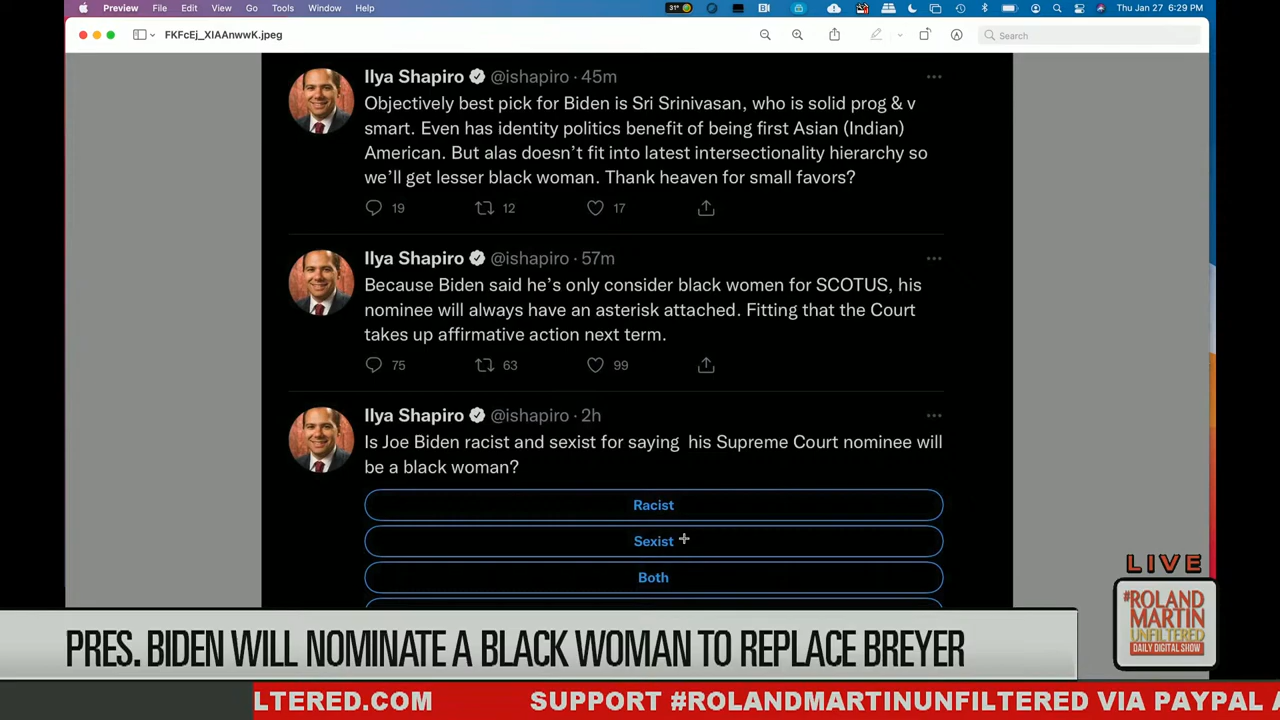 Preview File Edit View Go Tools Window Help 31° Thu Jan 27 6:29 PM
FKFcEj_XIAAnwwK.jpeg Search
Ilya Shapiro @ishapiro · 45m
Objectively best pick for Biden is Sri Srinivasan, who is solid prog & v
smart. Even has identity politics benefit of being first Asian (Indian)
American. But alas doesn't fit into latest intersectionality hierarchy so
we'll get lesser black woman. Thank heaven for small favors?
19 12 17
Ilya Shapiro @ishapiro · 57m
Because Biden said he's only consider black women for SCOTUS, his
nominee will always have an asterisk attached. Fitting that the Court
takes up affirmative action next term.
75 63 99
Ilya Shapiro @ishapiro · 2h
Is Joe Biden racist and sexist for saying his Supreme Court nominee will
be a black woman?
Racist
Sexist
Both
LIVE
#ROLAND
MARTIN
UNFILTERED
DAILY DIGITAL SHOW
PRES. BIDEN WILL NOMINATE A BLACK WOMAN TO REPLACE BREYER
LTERED.COM SUPPORT #ROLANDMARTINUNFILTERED VIA PAYPAL A